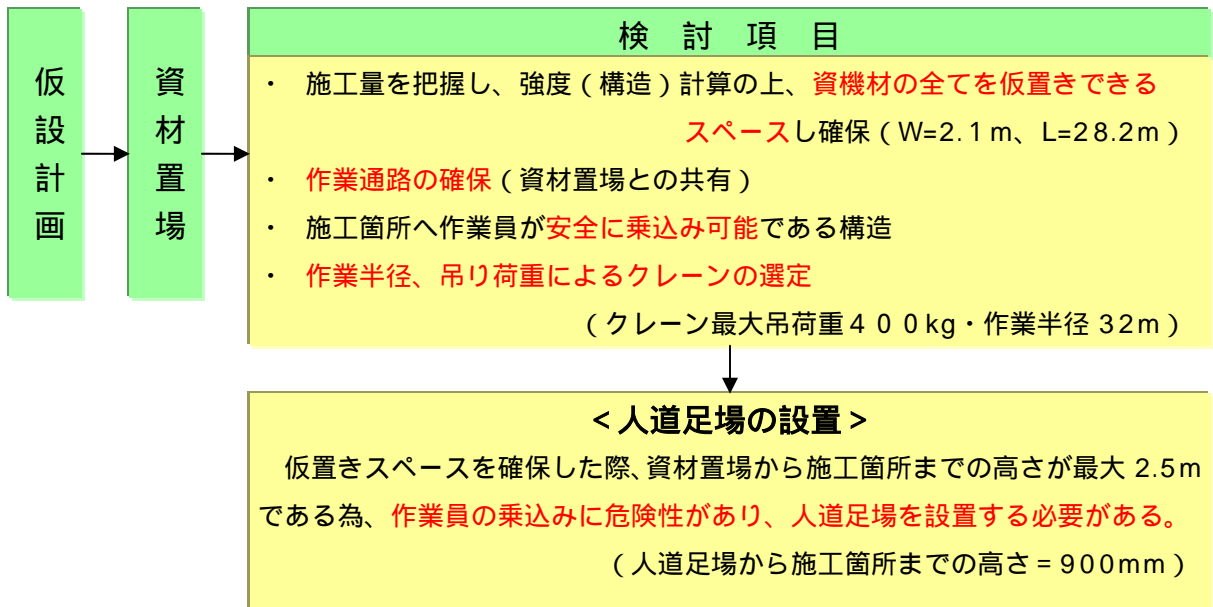 仮設計画
資材置場
検討項目
・ 施工量を把握し、強度(構造)計算の上、資機材の全てを仮置きできる
スペースし確保(W=2.1m、L=28.2m)
・ 作業通路の確保(資材置場との共有)
・ 施工箇所へ作業員が安全に乗込み可能である構造
・ 作業半径、吊り荷重によるクレーンの選定
(クレーン最大吊荷重400kg・作業半径 32m)
<人道足場の設置>
仮置きスペースを確保した際、資材置場から施工箇所までの高さが最大 2.5m
である為、作業員の乗込みに危険性があり、人道足場を設置する必要がある。
(人道足場から施工箇所までの高さ=900mm)